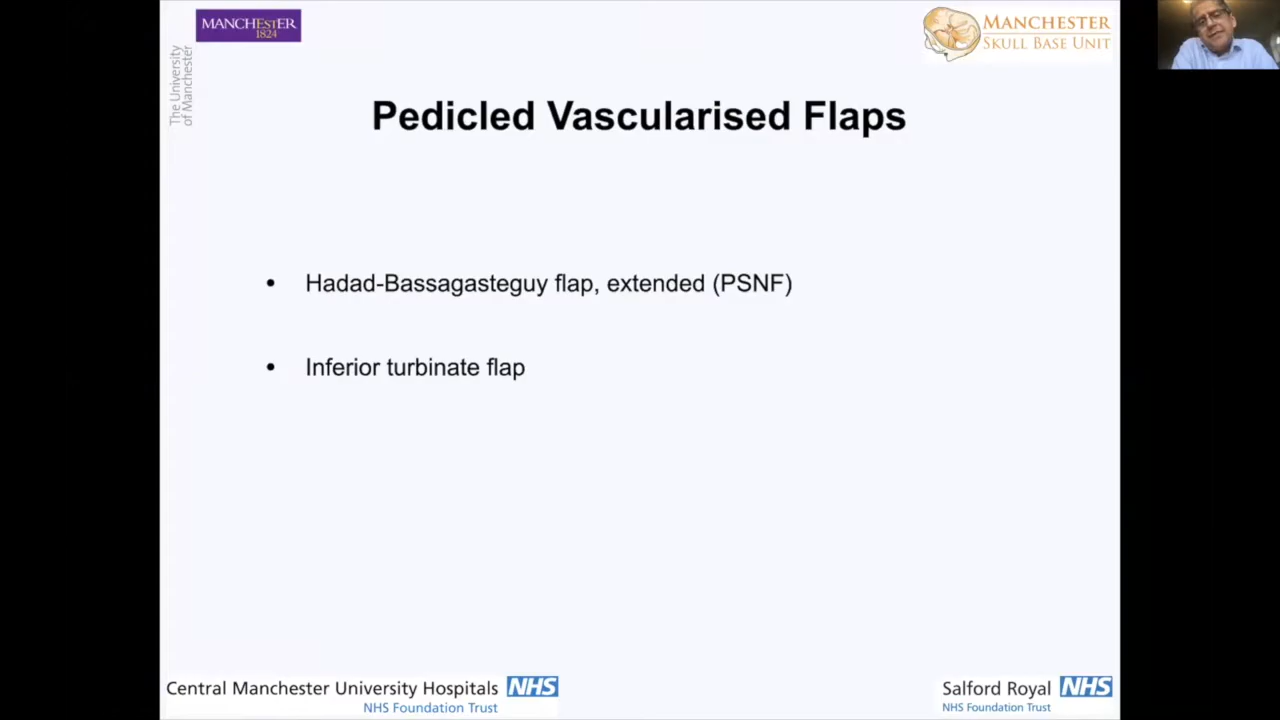 MANCHESTER
1824
The University
of Manchester
MANCHESTER
SKULL BASE UNIT
Pedicled Vascularised Flaps
• Hadad-Bassagasteguy flap, extended (PSNF)
• Inferior turbinate flap
Central Manchester University Hospitals NHS
NHS Foundation Trust
Salford Royal NHS
NHS Foundation Trust